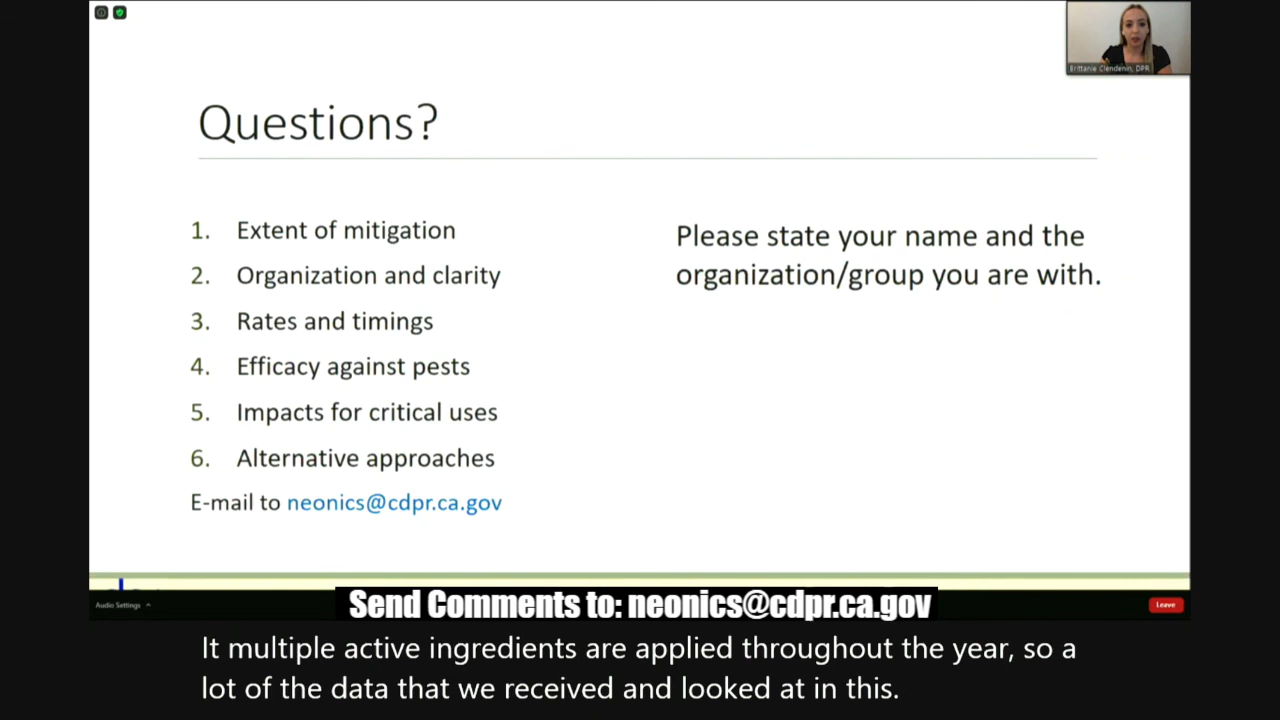 Brittanie Clendenin, DPR
Questions?
1. Extent of mitigation
2. Organization and clarity
3. Rates and timings
4. Efficacy against pests
5. Impacts for critical uses
6. Alternative approaches
E-mail to neonics@cdpr.ca.gov
Please state your name and the
organization/group you are with.
Audio Settings
Send Comments to: neonics@cdpr.ca.gov
Leave
It multiple active ingredients are applied throughout the year, so a
lot of the data that we received and looked at in this.